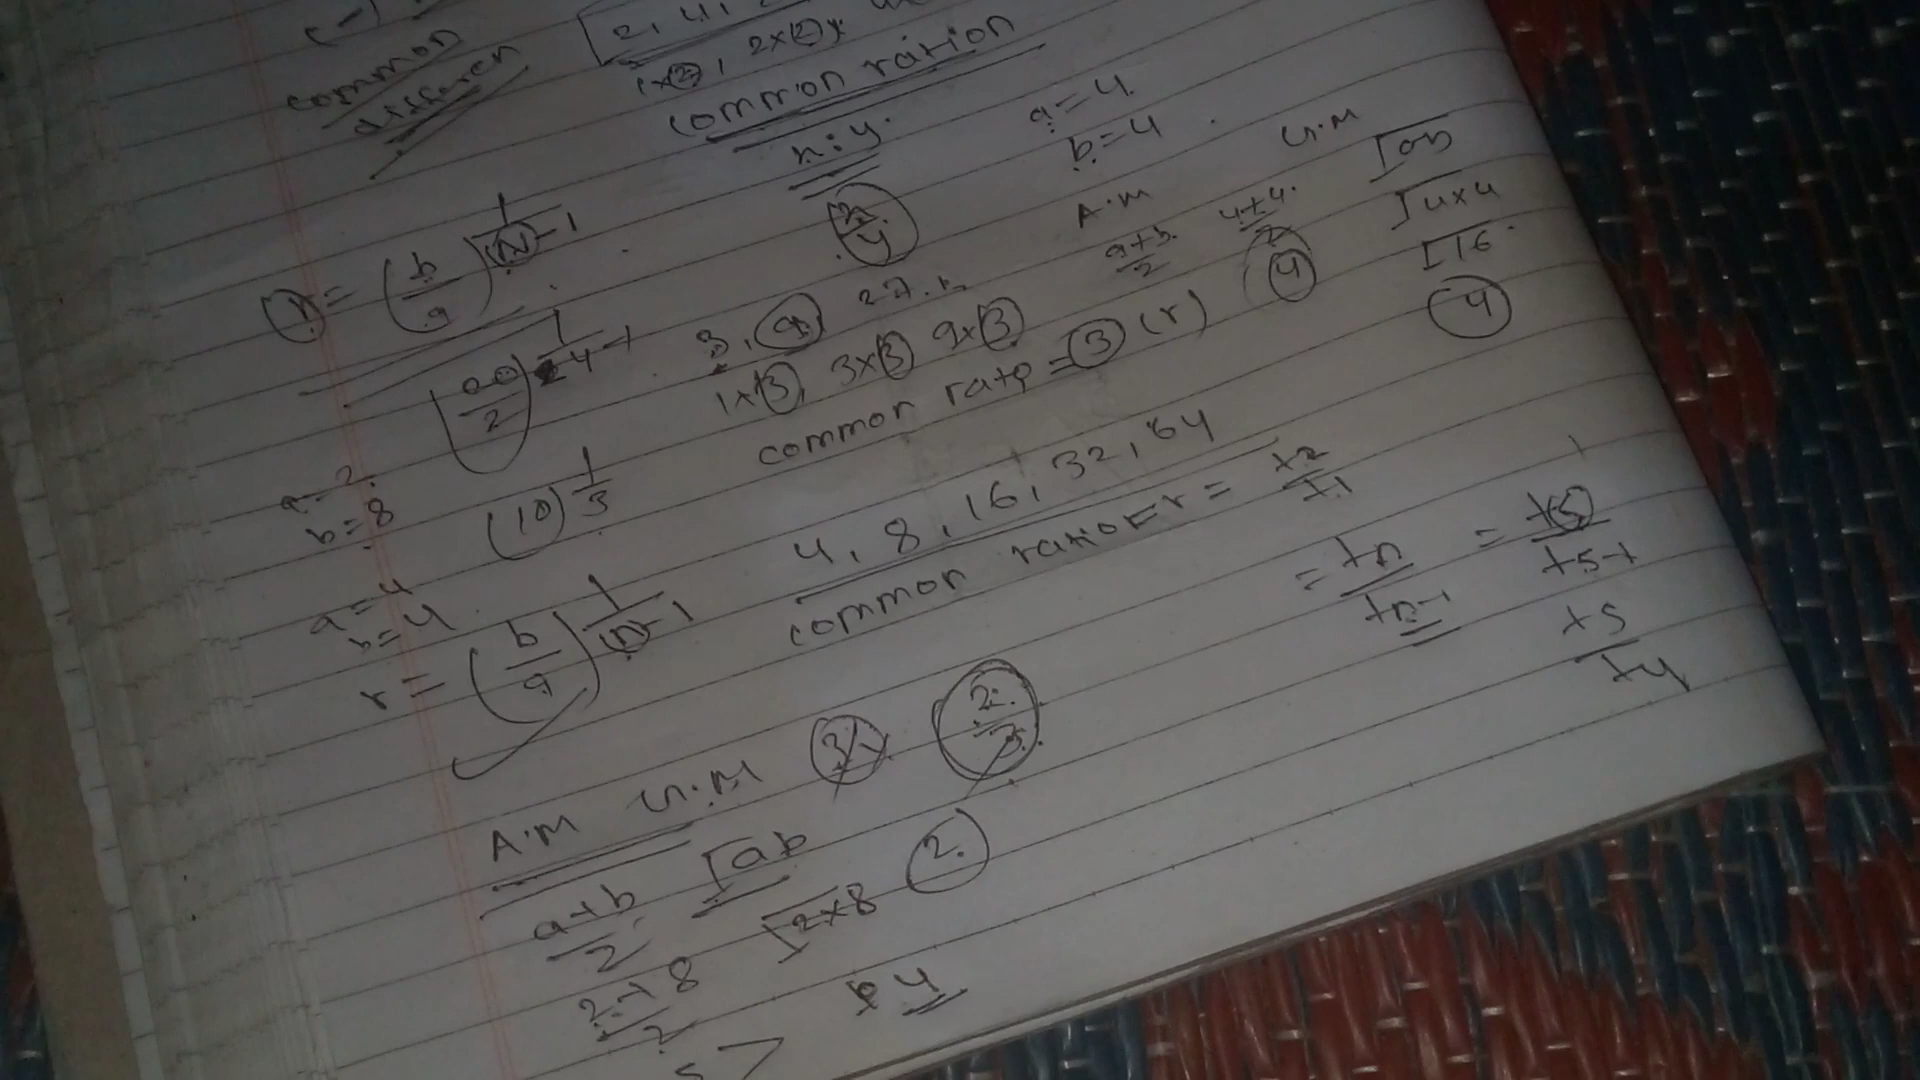 common
differen
2, 4,
1×2, 2×2×
common ration
n:y.
a=4.
b=4
G.M
√ab
√4×4
√16.
4
A.M
a+b/2
4+4./2
4
r = (b/a)^1/(n)-1
3, 9, 27.
1×3, 3×3 9×3
common rate = 3 (r)
a=2.
b=8
(10)^1/3
4, 8, 16, 32, 64
common ratio r = t2/t1
= tn/tn-1 = t5/t5-1
t5/t4
a=4
b=4
r = (b/a)^1/(n)-1
A.M G.M
2./3
a+b/2 √ab
2+8/2 √2×8 2.
5 > 4